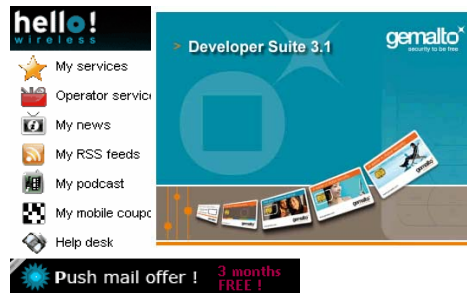 hello!
wireless
My services
Operator service
My news
My RSS feeds
My podcast
My mobile coupo
Help desk
Push mail offer !
3 months
FREE !
> Developer Suite 3.1
gemalto
security to be free